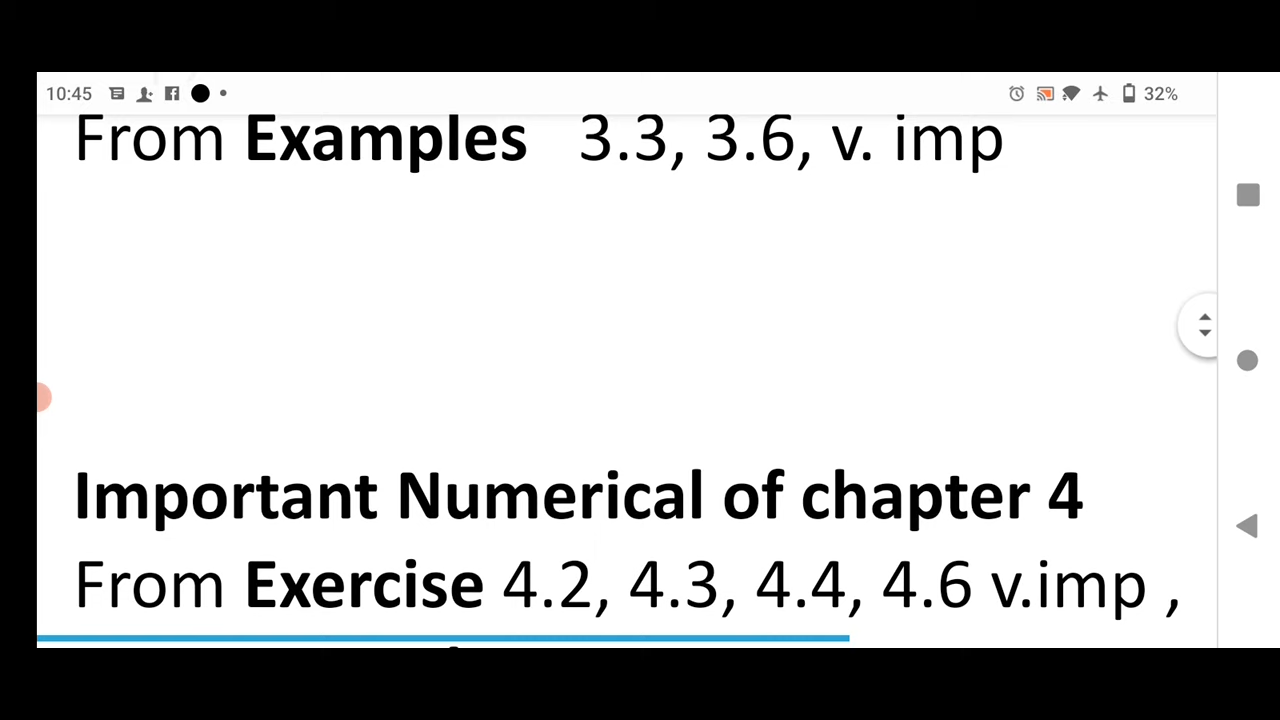 10:45 32%
From Examples 3.3, 3.6, v. imp
Important Numerical of chapter 4
From Exercise 4.2, 4.3, 4.4, 4.6 v.imp ,